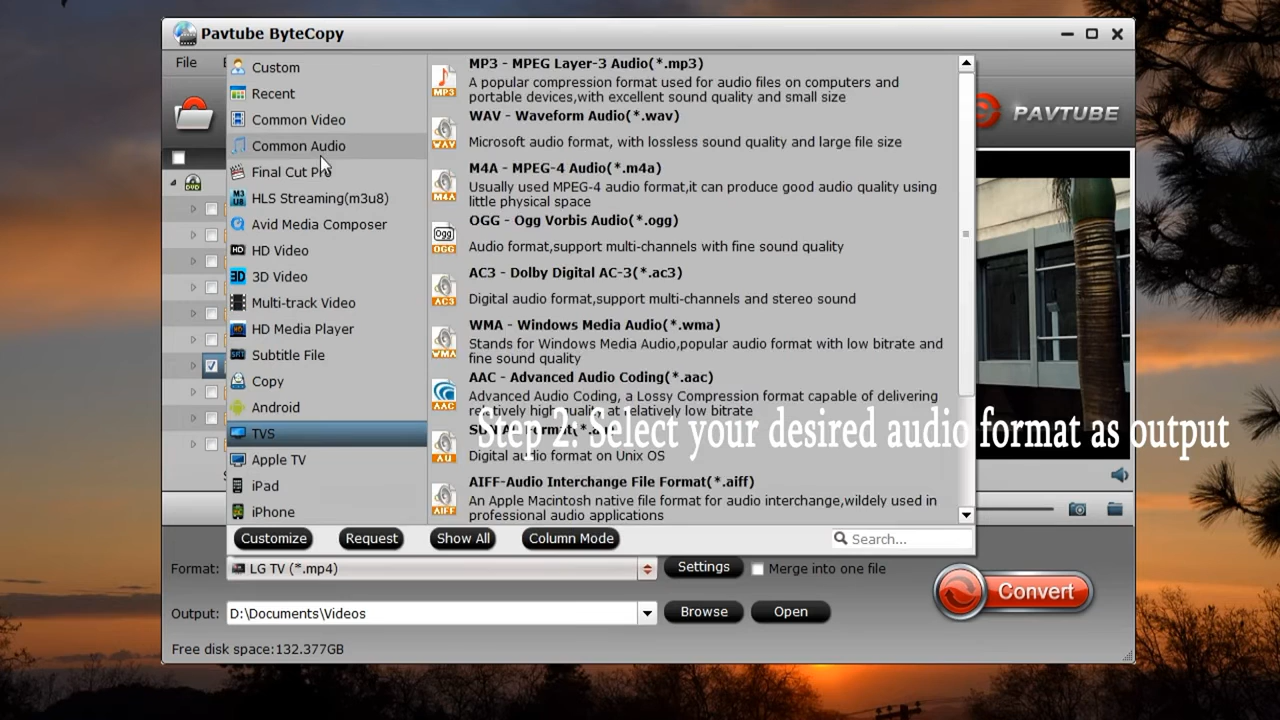 Pavtube ByteCopy
File
PAVTUBE
Custom
Recent
Common Video
Common Audio
Final Cut Pro
HLS Streaming(m3u8)
Avid Media Composer
HD Video
3D Video
Multi-track Video
HD Media Player
Subtitle File
Copy
Android
TVS
Apple TV
iPad
iPhone
MP3 - MPEG Layer-3 Audio(*.mp3)
A popular compression format used for audio files on computers and
portable devices,with excellent sound quality and small size
WAV - Waveform Audio(*.wav)
Microsoft audio format, with lossless sound quality and large file size
M4A - MPEG-4 Audio(*.m4a)
Usually used MPEG-4 audio format,it can produce good audio quality using
little physical space
OGG - Ogg Vorbis Audio(*.ogg)
Audio format,support multi-channels with fine sound quality
AC3 - Dolby Digital AC-3(*.ac3)
Digital audio format,support multi-channels and stereo sound
WMA - Windows Media Audio(*.wma)
Stands for Windows Media Audio,popular audio format with low bitrate and
fine sound quality
AAC - Advanced Audio Coding(*.aac)
Advanced Audio Coding, a Lossy Compression format capable of delivering
relatively high quality at relatively low bitrate
Step 2: Select your desired audio format as output
Digital audio format on Unix OS
AIFF-Audio Interchange File Format(*.aiff)
An Apple Macintosh native file format for audio interchange,wildely used in
professional audio applications
Customize
Request
Show All
Column Mode
Search...
Format:
LG TV (*.mp4)
Settings
Merge into one file
Convert
Output:
D:\Documents\Videos
Browse
Open
Free disk space:132.377GB